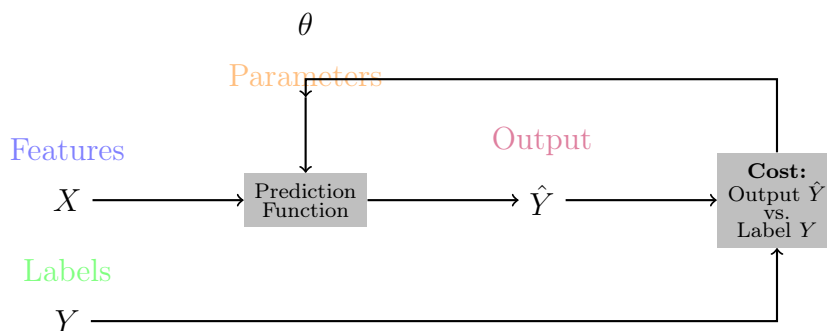 θ
Parameters
Features
Output
X
Prediction
Function
Ŷ
Cost:
Output Ŷ
vs.
Label Y
Labels
Y